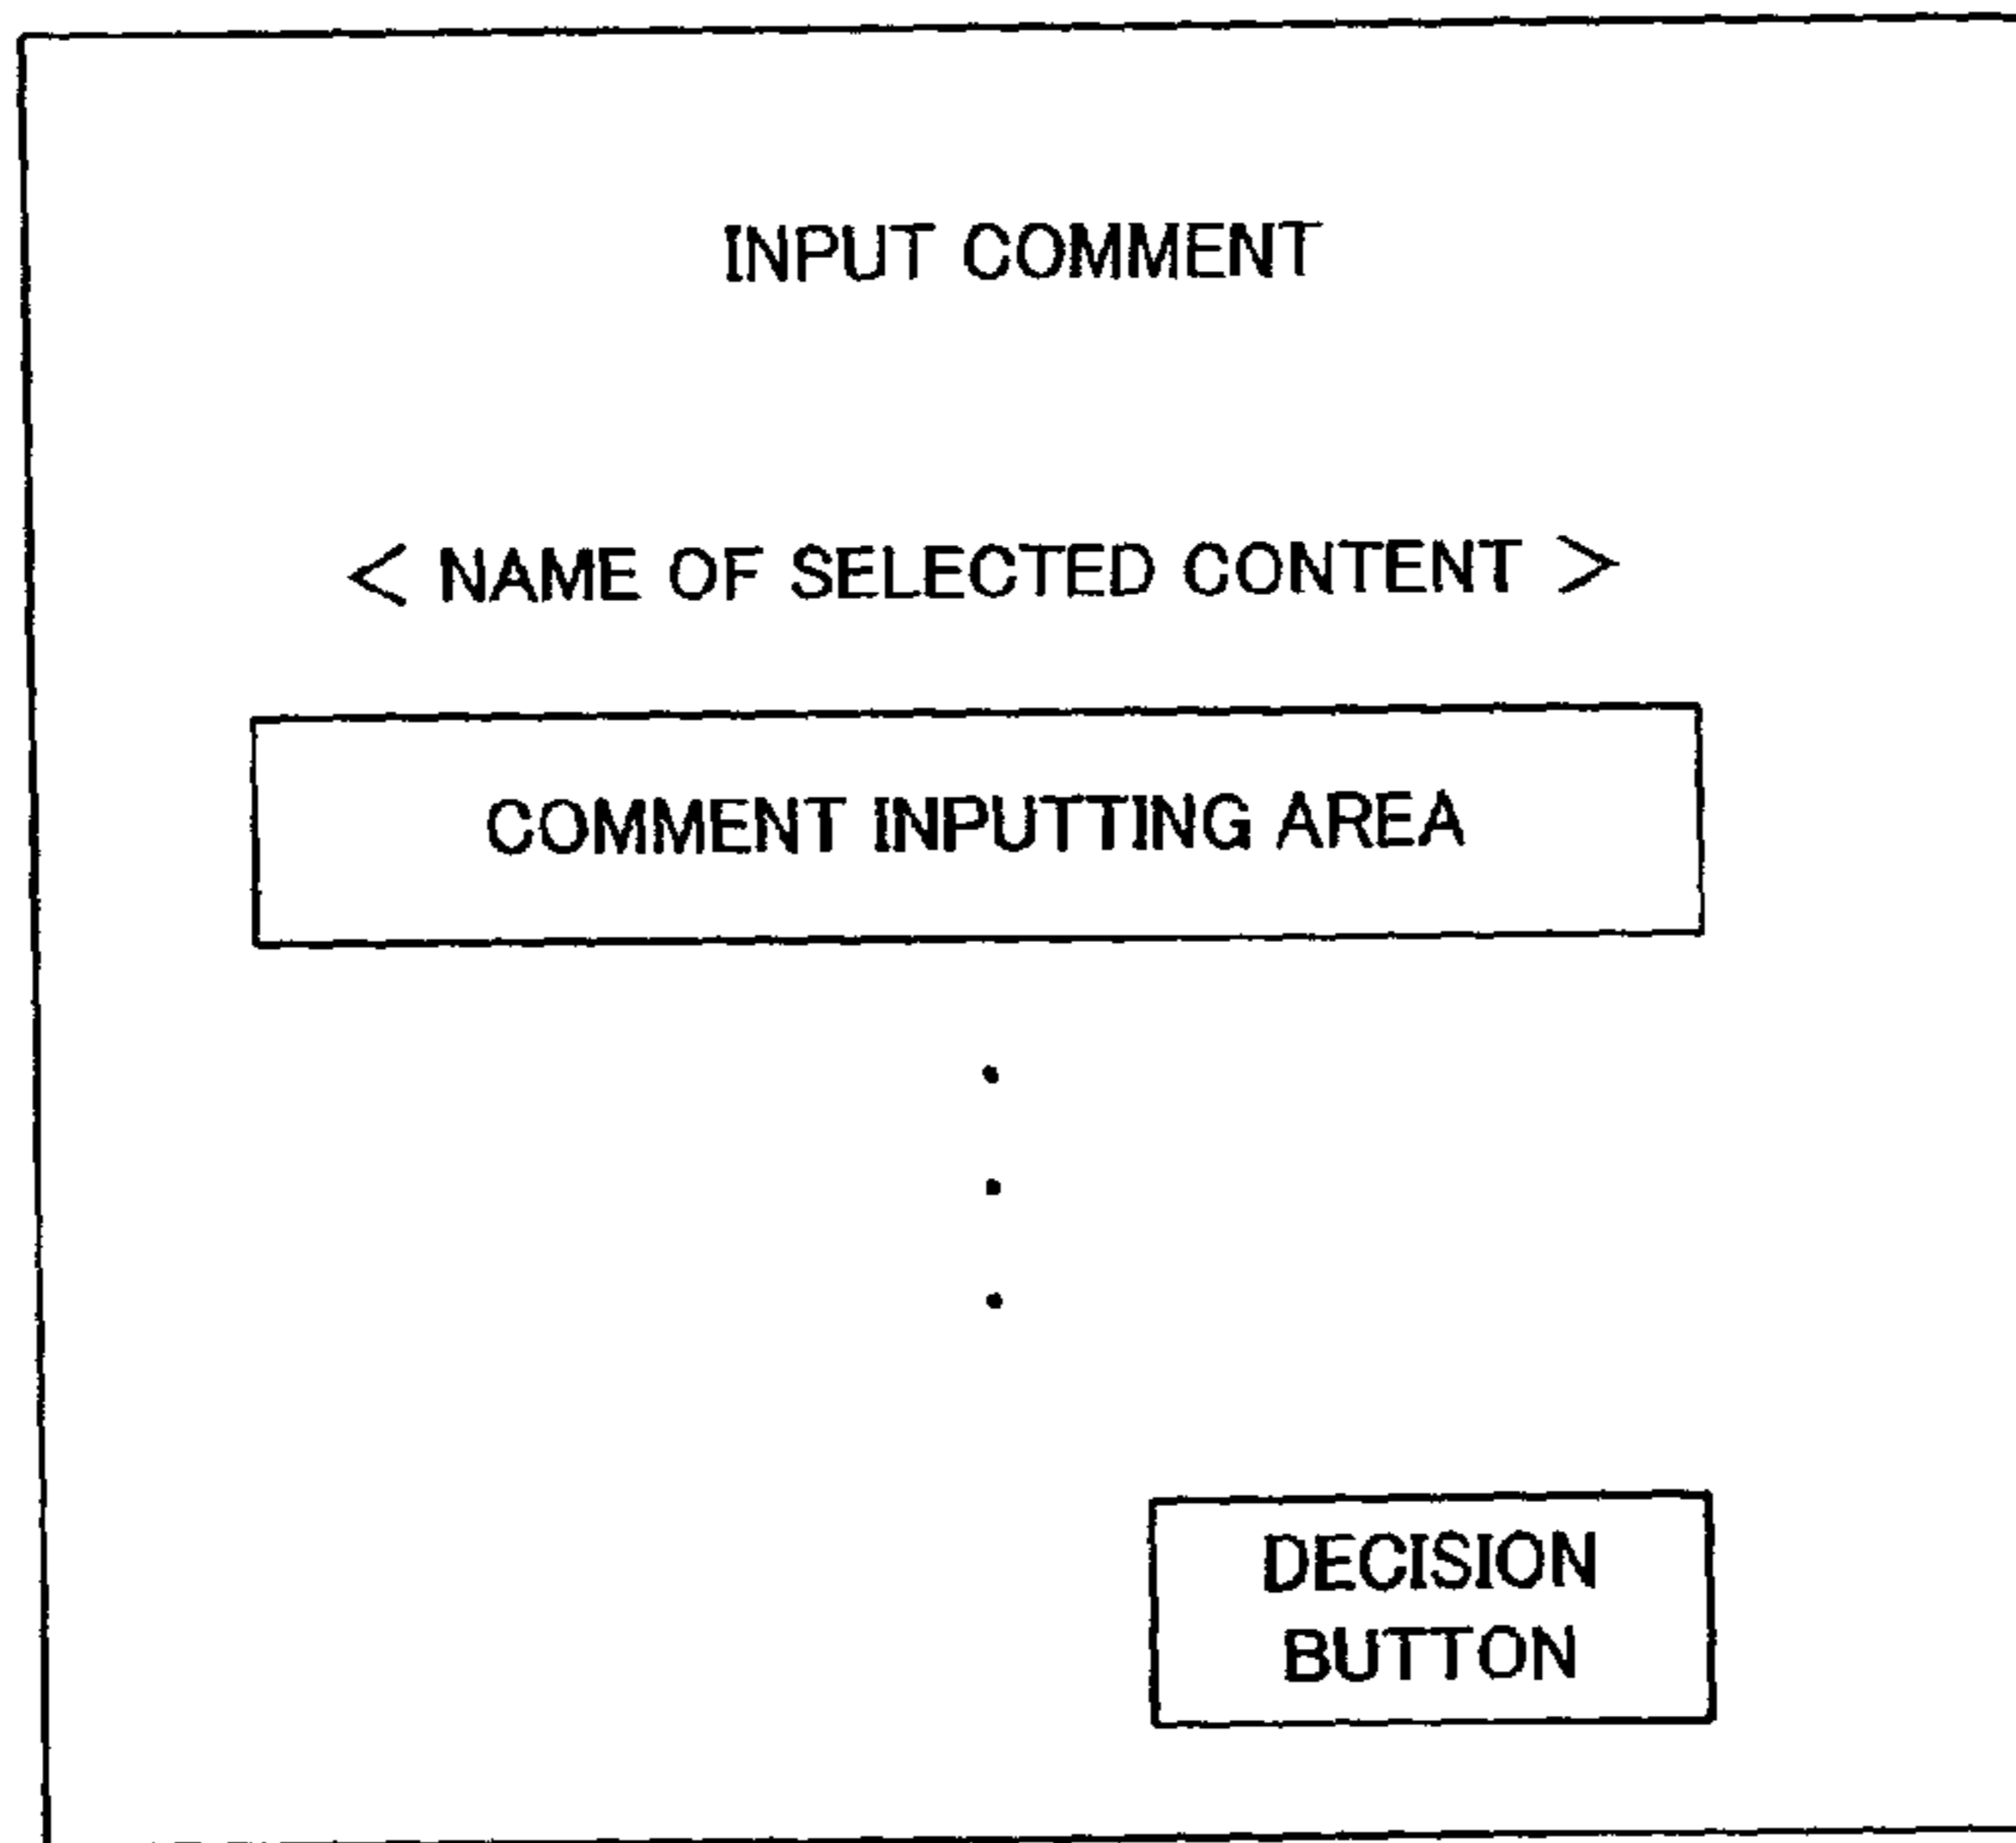 INPUT COMMENT
< NAME OF SELECTED CONTENT >
COMMENT INPUTTING AREA
DECISION
BUTTON